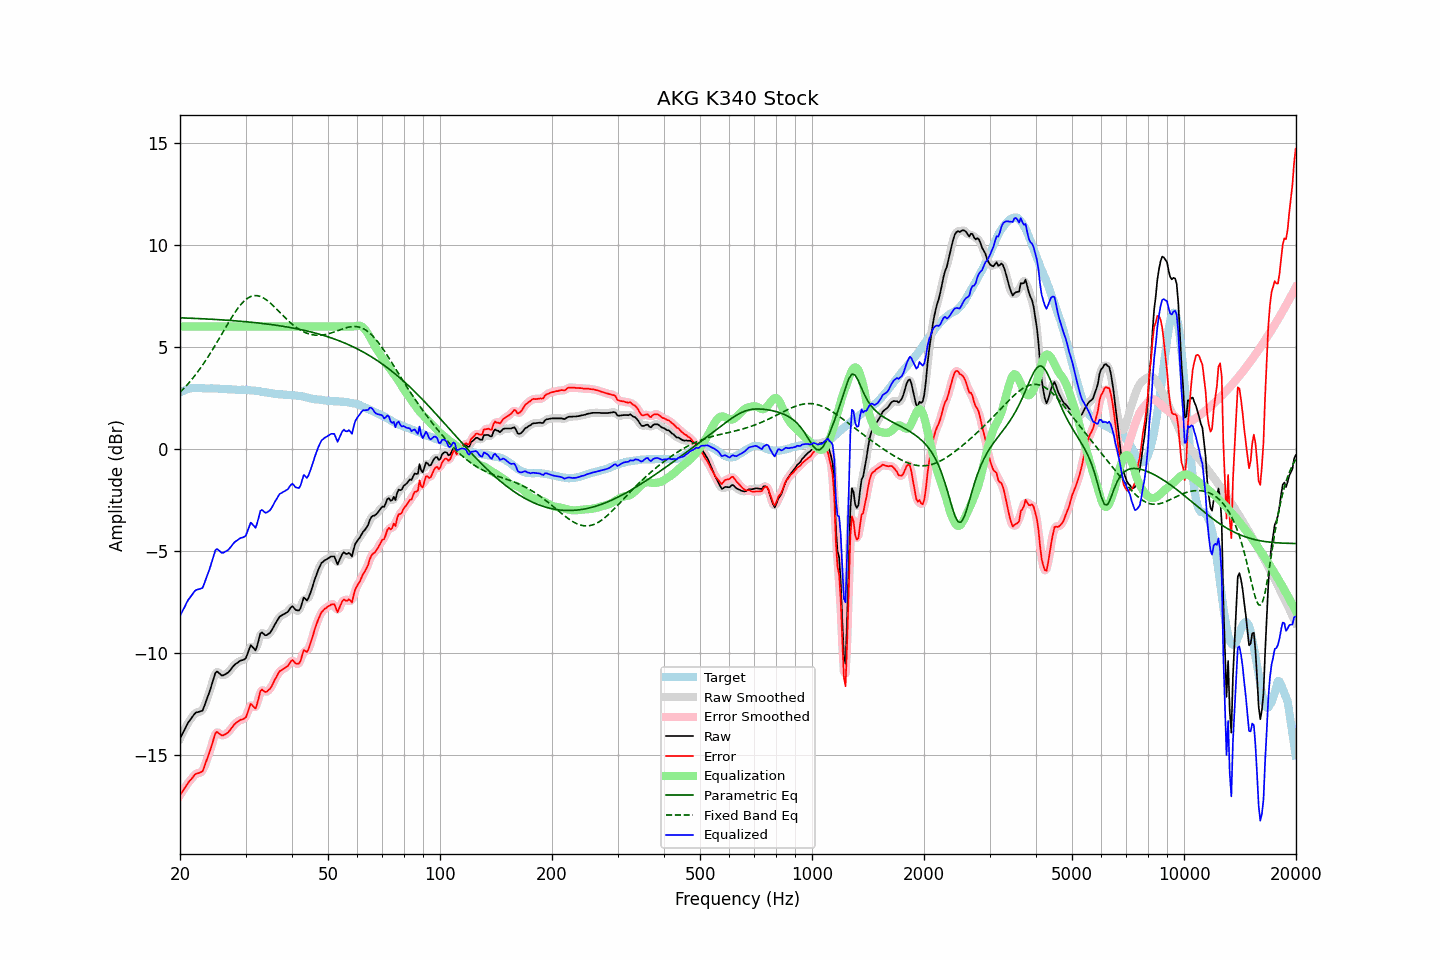 AKG K340 Stock
Amplitude (dBr)
15
10
5
0
−5
−10
−15
Target
Raw Smoothed
Error Smoothed
Raw
Error
Equalization
Parametric Eq
Fixed Band Eq
Equalized
20 50 100 200 500 1000 2000 5000 10000 20000
Frequency (Hz)